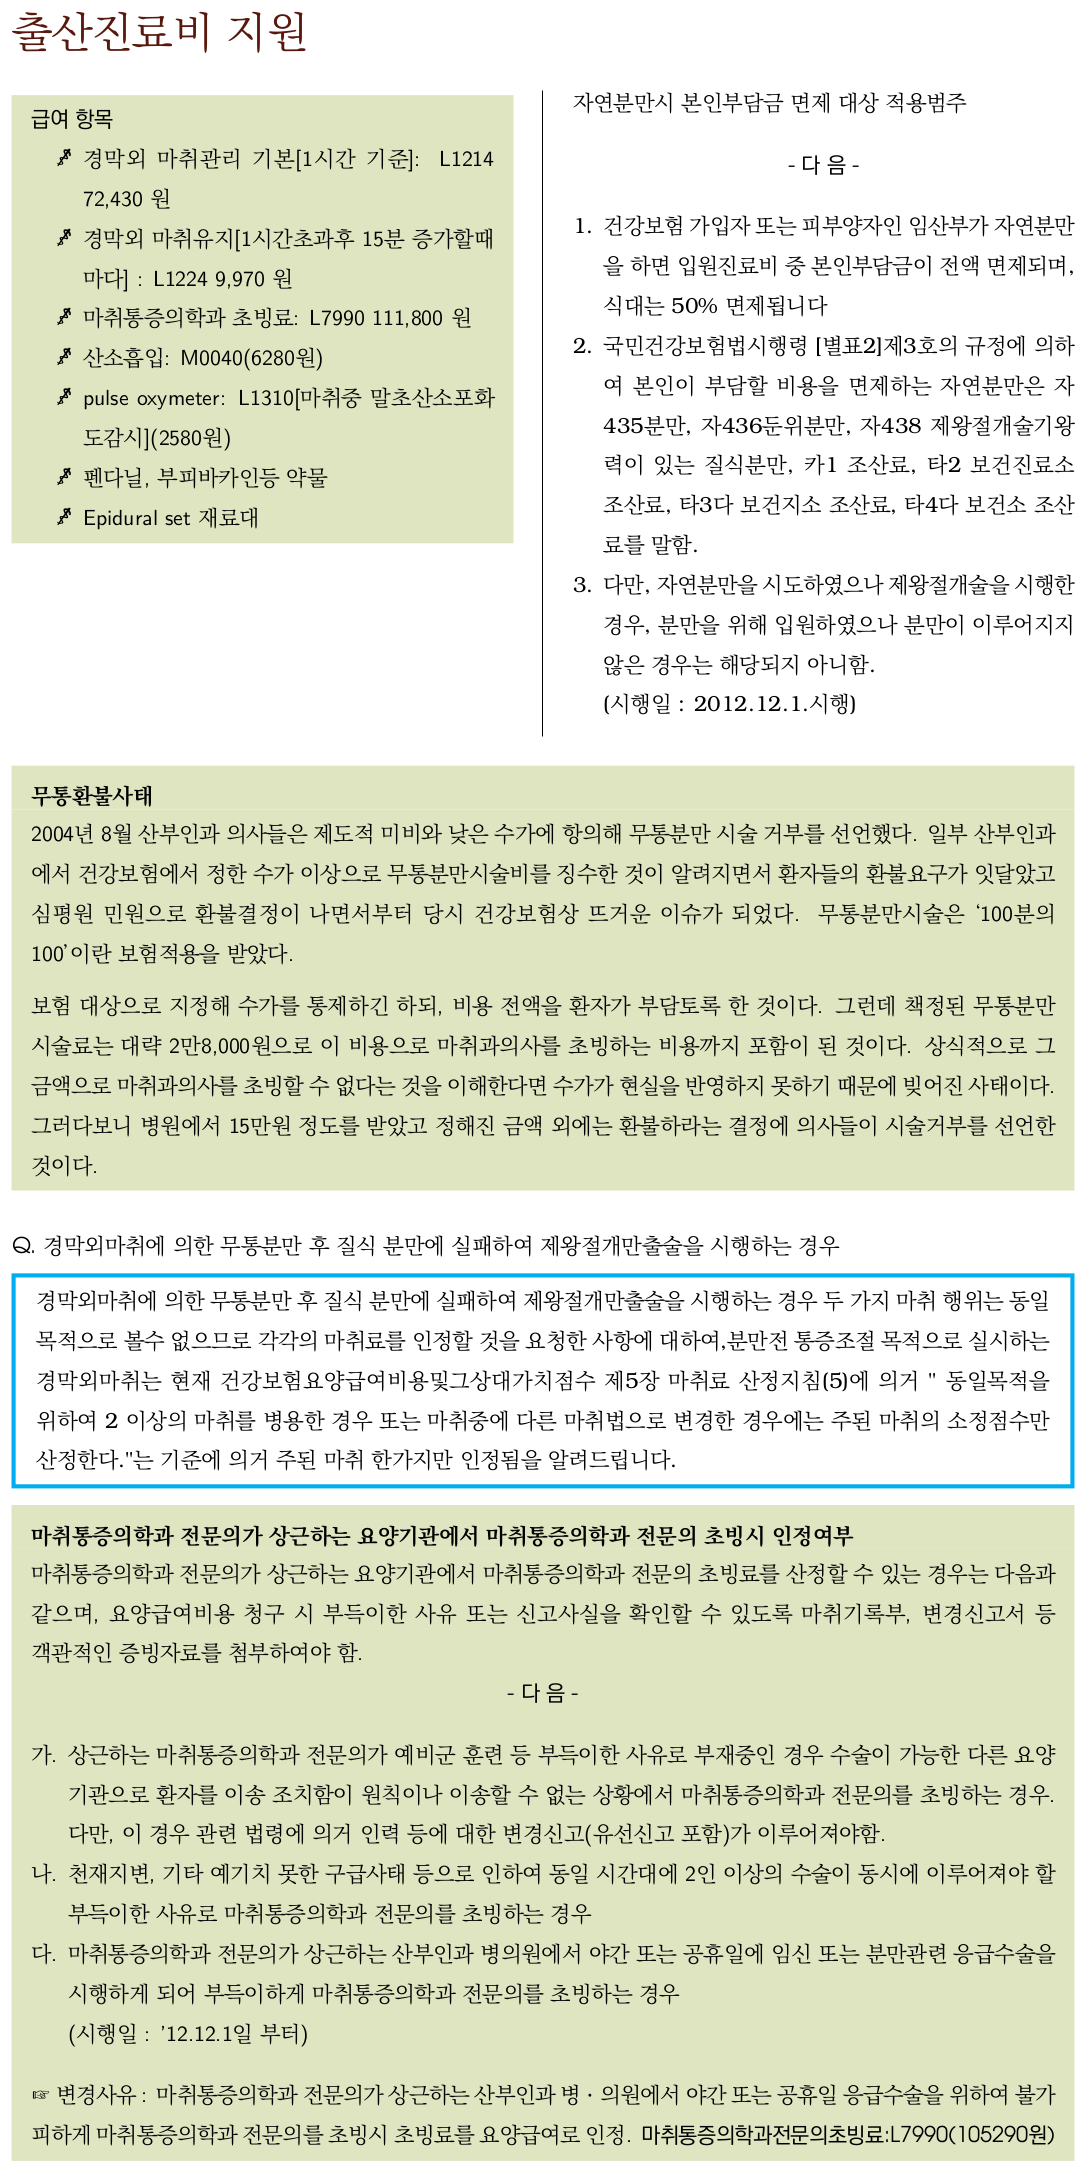 출산진료비 지원
급여 항목
경막외 마취관리 기본[1시간 기준]: L1214
72,430 원
경막외 마취유지[1시간초과후 15분 증가할때
마다] : L1224 9,970 원
마취통증의학과 초빙료: L7990 111,800 원
산소흡입: M0040(6280원)
pulse oxymeter: L1310[마취중 말초산소포화
도감시](2580원)
펜다닐, 부피바카인등 약물
Epidural set 재료대
자연분만시 본인부담금 면제 대상 적용범주
- 다 음 -
1. 건강보험 가입자 또는 피부양자인 임산부가 자연분만
을 하면 입원진료비 중 본인부담금이 전액 면제되며,
식대는 50% 면제됩니다
2. 국민건강보험법시행령 [별표2]제3호의 규정에 의하
여 본인이 부담할 비용을 면제하는 자연분만은 자
435분만, 자436둔위분만, 자438 제왕절개술기왕
력이 있는 질식분만, 카1 조산료, 타2 보건진료소
조산료, 타3다 보건지소 조산료, 타4다 보건소 조산
료를 말함.
3. 다만, 자연분만을 시도하였으나 제왕절개술을 시행한
경우, 분만을 위해 입원하였으나 분만이 이루어지지
않은 경우는 해당되지 아니함.
(시행일 : 2012.12.1.시행)
무통환불사태
2004년 8월 산부인과 의사들은 제도적 미비와 낮은 수가에 항의해 무통분만 시술 거부를 선언했다. 일부 산부인과
에서 건강보험에서 정한 수가 이상으로 무통분만시술비를 징수한 것이 알려지면서 환자들의 환불요구가 잇달았고
심평원 민원으로 환불결정이 나면서부터 당시 건강보험상 뜨거운 이슈가 되었다. 무통분만시술은 ‘100분의
100’이란 보험적용을 받았다.
보험 대상으로 지정해 수가를 통제하긴 하되, 비용 전액을 환자가 부담토록 한 것이다. 그런데 책정된 무통분만
시술료는 대략 2만8,000원으로 이 비용으로 마취과의사를 초빙하는 비용까지 포함이 된 것이다. 상식적으로 그
금액으로 마취과의사를 초빙할 수 없다는 것을 이해한다면 수가가 현실을 반영하지 못하기 때문에 빚어진 사태이다.
그러다보니 병원에서 15만원 정도를 받았고 정해진 금액 외에는 환불하라는 결정에 의사들이 시술거부를 선언한
것이다.
Q. 경막외마취에 의한 무통분만 후 질식 분만에 실패하여 제왕절개만출술을 시행하는 경우
경막외마취에 의한 무통분만 후 질식 분만에 실패하여 제왕절개만출술을 시행하는 경우 두 가지 마취 행위는 동일
목적으로 볼수 없으므로 각각의 마취료를 인정할 것을 요청한 사항에 대하여,분만전 통증조절 목적으로 실시하는
경막외마취는 현재 건강보험요양급여비용및그상대가치점수 제5장 마취료 산정지침(5)에 의거 " 동일목적을
위하여 2 이상의 마취를 병용한 경우 또는 마취중에 다른 마취법으로 변경한 경우에는 주된 마취의 소정점수만
산정한다."는 기준에 의거 주된 마취 한가지만 인정됨을 알려드립니다.
마취통증의학과 전문의가 상근하는 요양기관에서 마취통증의학과 전문의 초빙시 인정여부
마취통증의학과 전문의가 상근하는 요양기관에서 마취통증의학과 전문의 초빙료를 산정할 수 있는 경우는 다음과
같으며, 요양급여비용 청구 시 부득이한 사유 또는 신고사실을 확인할 수 있도록 마취기록부, 변경신고서 등
객관적인 증빙자료를 첨부하여야 함.
- 다 음 -
가. 상근하는 마취통증의학과 전문의가 예비군 훈련 등 부득이한 사유로 부재중인 경우 수술이 가능한 다른 요양
기관으로 환자를 이송 조치함이 원칙이나 이송할 수 없는 상황에서 마취통증의학과 전문의를 초빙하는 경우.
다만, 이 경우 관련 법령에 의거 인력 등에 대한 변경신고(유선신고 포함)가 이루어져야함.
나. 천재지변, 기타 예기치 못한 구급사태 등으로 인하여 동일 시간대에 2인 이상의 수술이 동시에 이루어져야 할
부득이한 사유로 마취통증의학과 전문의를 초빙하는 경우
다. 마취통증의학과 전문의가 상근하는 산부인과 병의원에서 야간 또는 공휴일에 임신 또는 분만관련 응급수술을
시행하게 되어 부득이하게 마취통증의학과 전문의를 초빙하는 경우
(시행일 : ’12.12.1일 부터)
☞ 변경사유 : 마취통증의학과 전문의가 상근하는 산부인과 병·의원에서 야간 또는 공휴일 응급수술을 위하여 불가
피하게 마취통증의학과 전문의를 초빙시 초빙료를 요양급여로 인정. 마취통증의학과전문의초빙료:L7990(105290원)